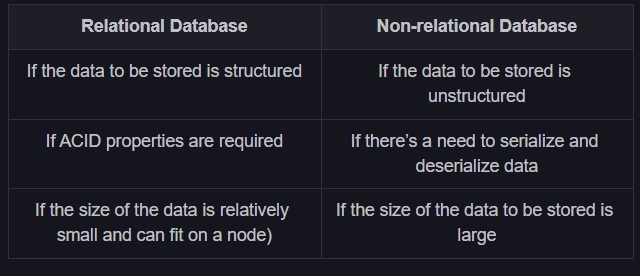 Relational Database
Non-relational Database
If the data to be stored is structured
If the data to be stored is
unstructured
If ACID properties are required
If there’s a need to serialize and
deserialize data
If the size of the data is relatively
small and can fit on a node)
If the size of the data to be stored is
large